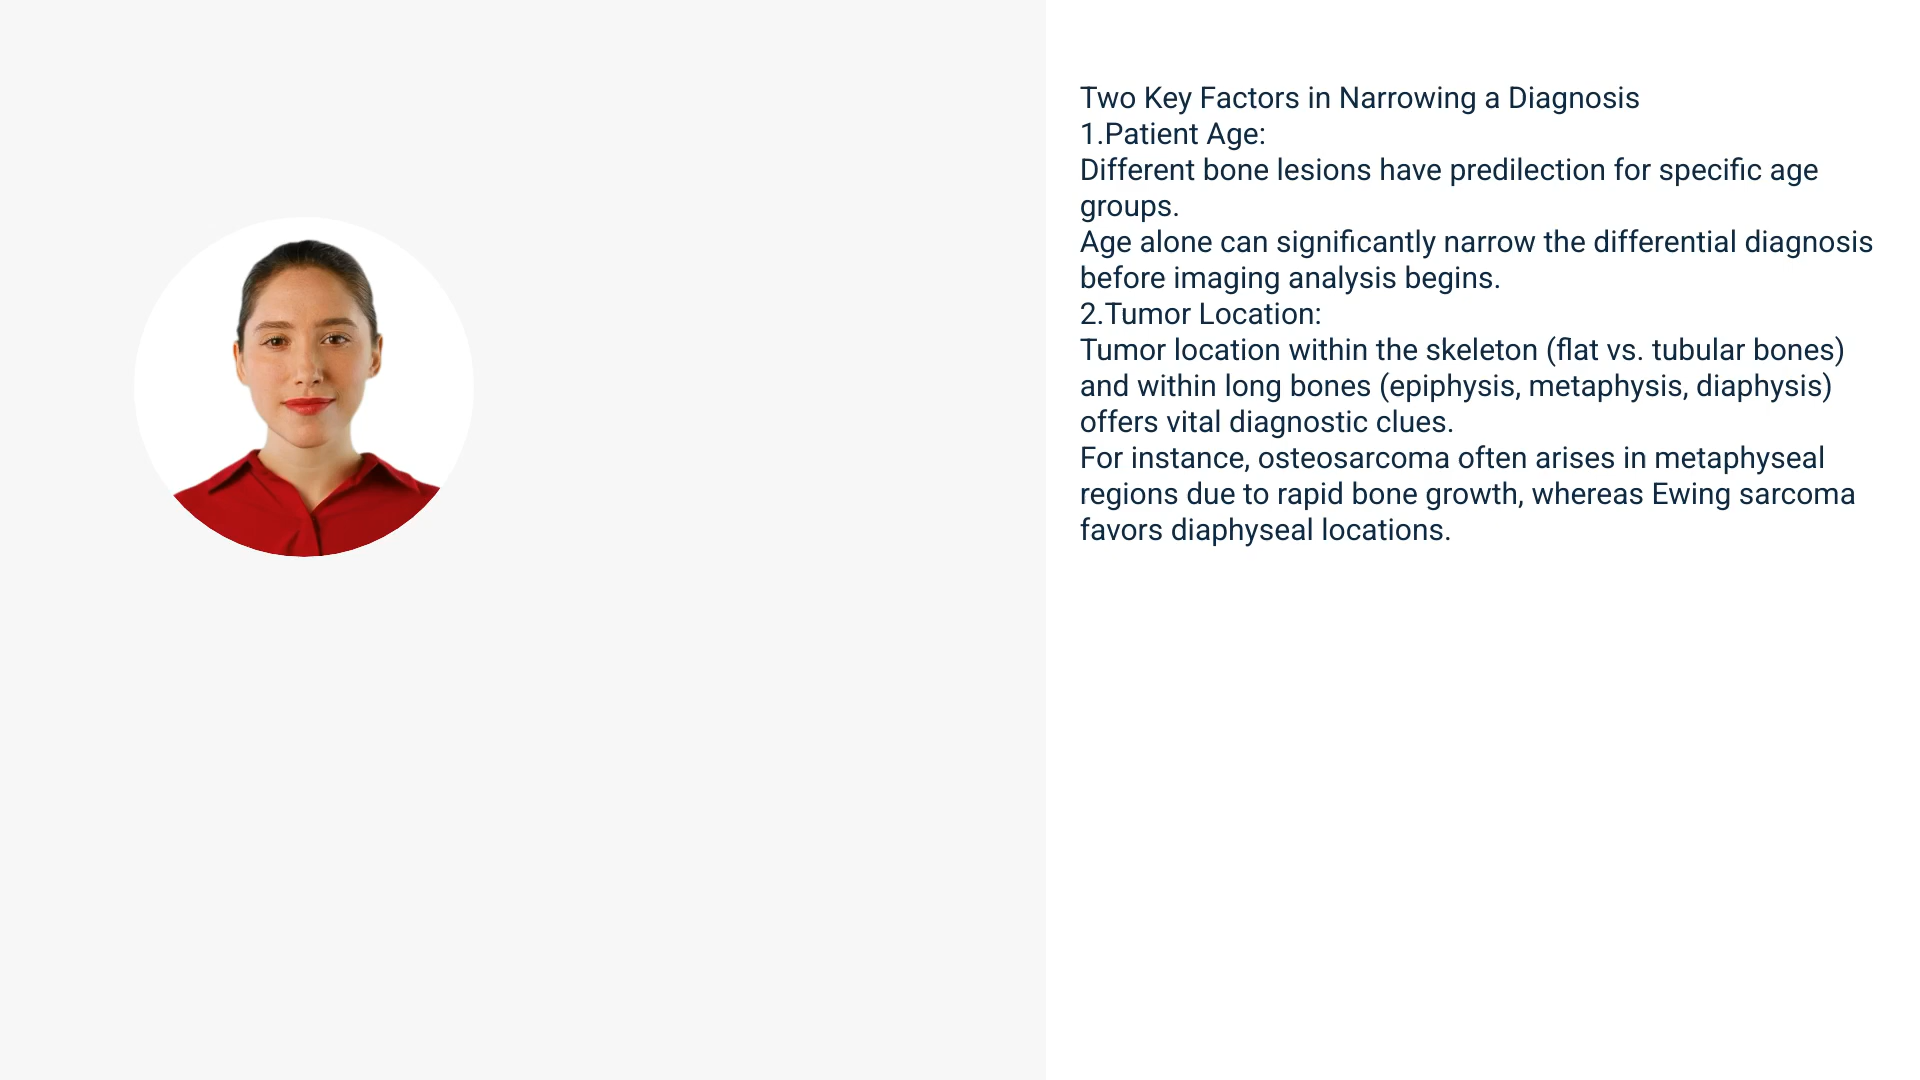 Two Key Factors in Narrowing a Diagnosis
1.Patient Age:
Different bone lesions have predilection for specific age
groups.
Age alone can significantly narrow the differential diagnosis
before imaging analysis begins.
2.Tumor Location:
Tumor location within the skeleton (flat vs. tubular bones)
and within long bones (epiphysis, metaphysis, diaphysis)
offers vital diagnostic clues.
For instance, osteosarcoma often arises in metaphyseal
regions due to rapid bone growth, whereas Ewing sarcoma
favors diaphyseal locations.